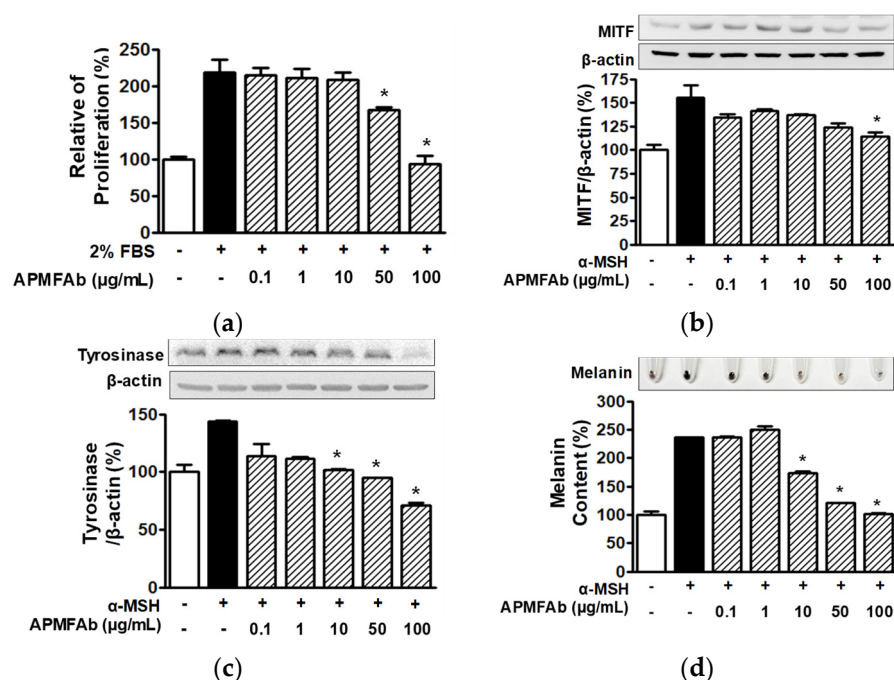 Relative of
Proliferation (%)
250
200
150
100
50
0
2% FBS - + + + + + +
APMFAb (μg/mL) - - 0.1 1 10 50 100
* *
(a)
MITF
β-actin
MITF/β-actin (%)
175
150
125
100
75
50
25
0
*
α-MSH - + + + + + +
APMFAb (μg/mL) - - 0.1 1 10 50 100
(b)
Tyrosinase
β-actin
Tyrosinase
/β-actin (%)
150
100
50
0
* * *
α-MSH - + + + + + +
APMFAb (μg/mL) - - 0.1 1 10 50 100
(c)
Melanin
Melanin
Content (%)
300
250
200
150
100
50
0
* * *
α-MSH - + + + + + +
APMFAb (μg/mL) - - 0.1 1 10 50 100
(d)